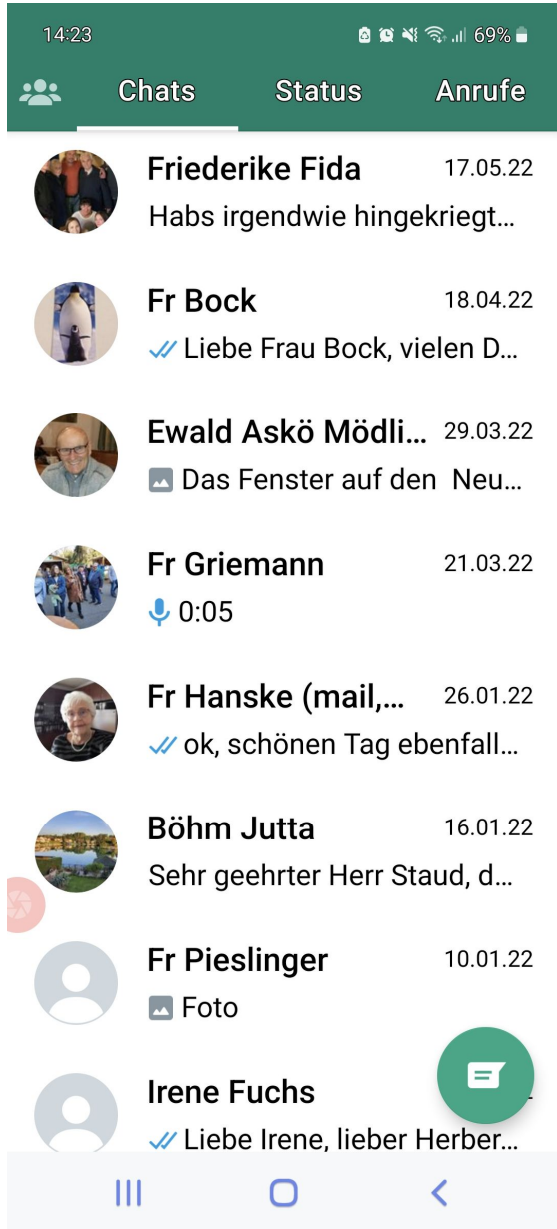 14:23 69%
Chats Status Anrufe
Friederike Fida 17.05.22
Habs irgendwie hingekriegt...
Fr Bock 18.04.22
Liebe Frau Bock, vielen D...
Ewald Askö Mödli... 29.03.22
Das Fenster auf den Neu...
Fr Griemann 21.03.22
0:05
Fr Hanske (mail,... 26.01.22
ok, schönen Tag ebenfall...
Böhm Jutta 16.01.22
Sehr geehrter Herr Staud, d...
Fr Pieslinger 10.01.22
Foto
Irene Fuchs
Liebe Irene, lieber Herber...